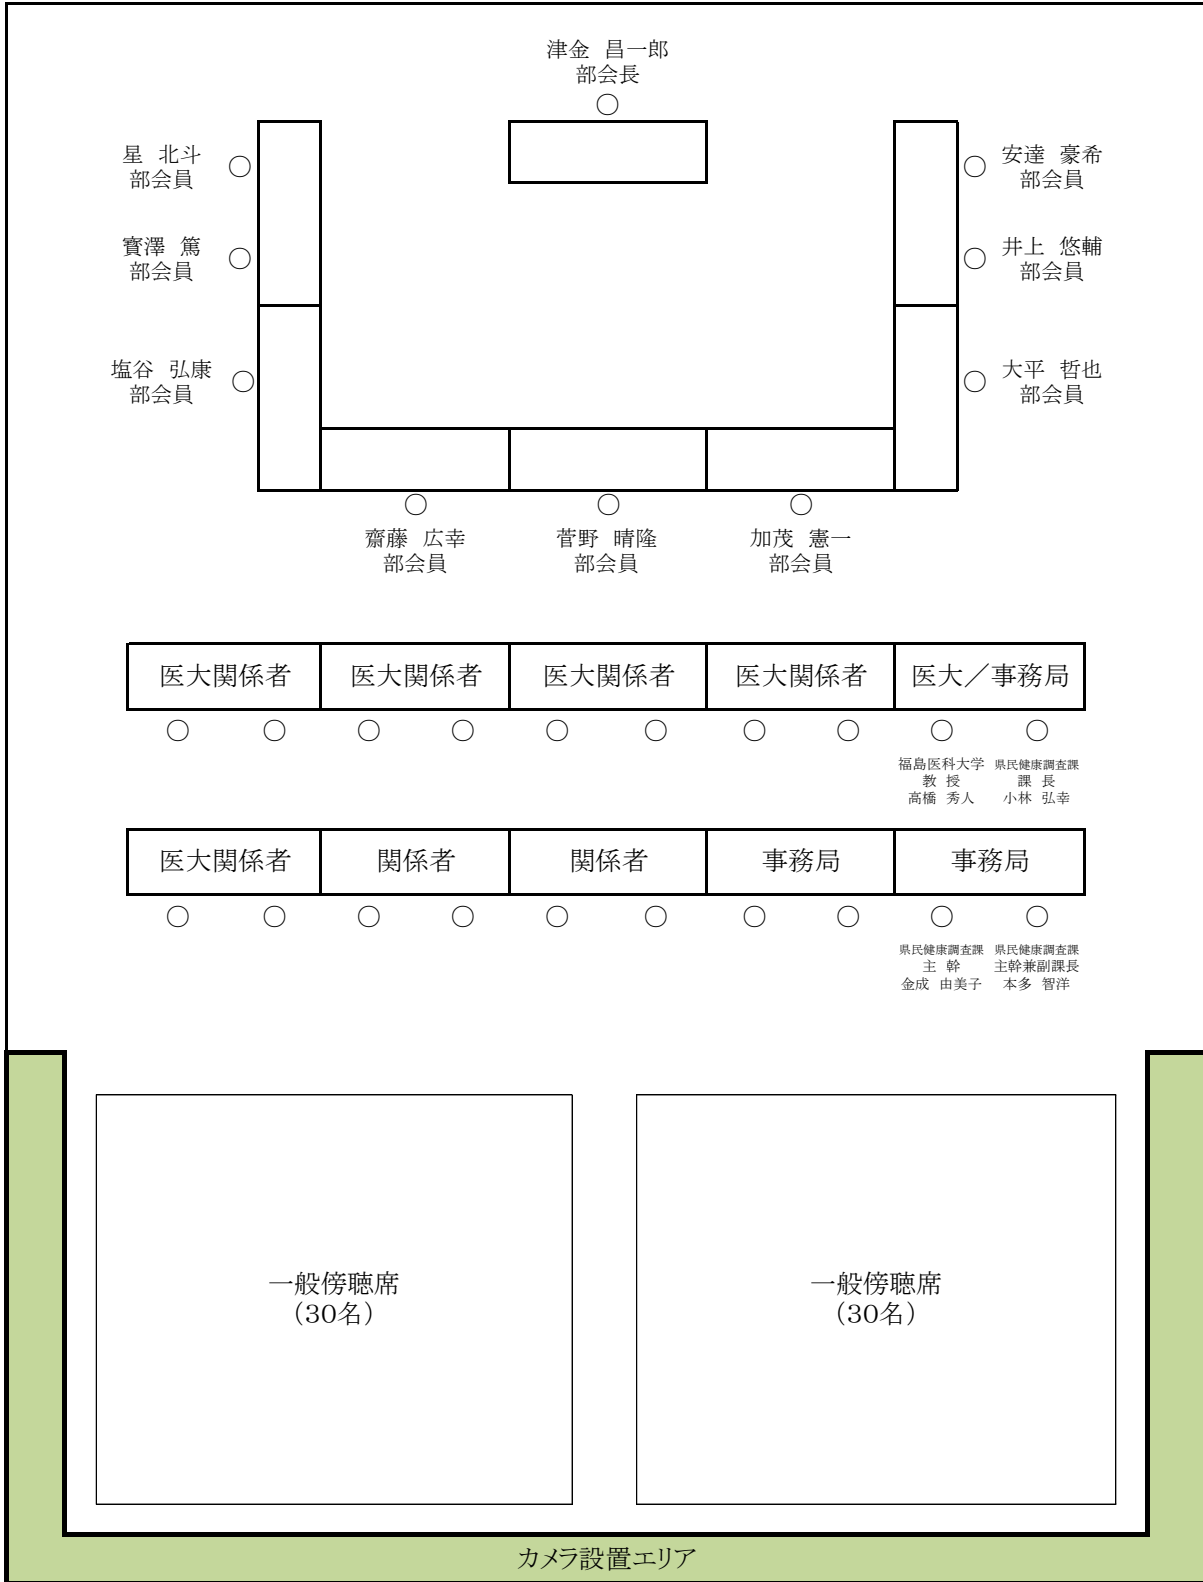 津金　昌一郎
部会長
星　北斗
部会員
安達　豪希
部会員
寳澤　篤
部会員
井上　悠輔
部会員
塩谷　弘康
部会員
大平　哲也
部会員
齋藤　広幸
部会員
菅野　晴隆
部会員
加茂　憲一
部会員
医大関係者
医大関係者
医大関係者
医大関係者
医大／事務局
福島医科大学
教　授
高橋　秀人
県民健康調査課
課　長
小林　弘幸
医大関係者
関係者
関係者
事務局
事務局
県民健康調査課
主　幹
金成　由美子
県民健康調査課
主幹兼副課長
本多　智洋
一般傍聴席
（30名）
一般傍聴席
（30名）
カメラ設置エリア